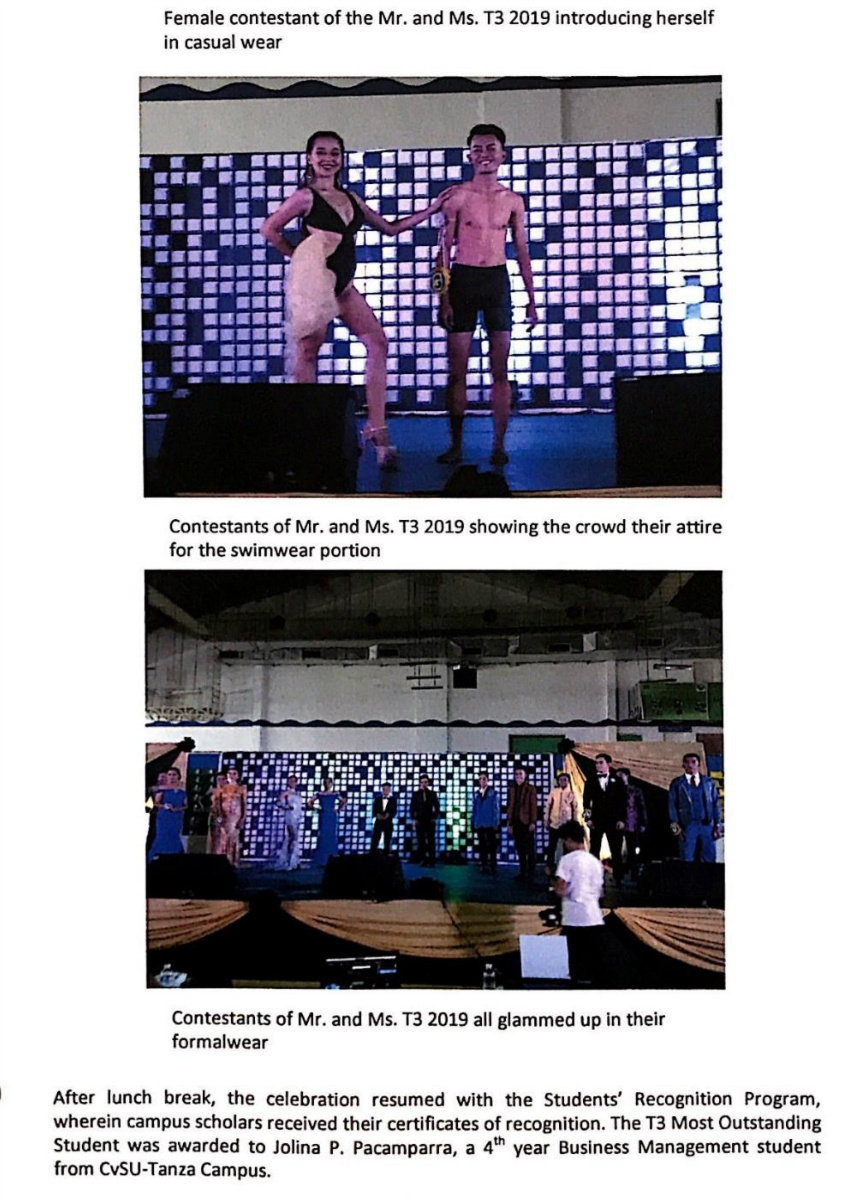 Female contestant of the Mr. and Ms. T3 2019 introducing herself
in casual wear
Contestants of Mr. and Ms. T3 2019 showing the crowd their attire
for the swimwear portion
Contestants of Mr. and Ms. T3 2019 all glammed up in their
formalwear
After lunch break, the celebration resumed with the Students' Recognition Program,
wherein campus scholars received their certificates of recognition. The T3 Most Outstanding
Student was awarded to Jolina P. Pacamparra, a 4th year Business Management student
from CvSU-Tanza Campus.